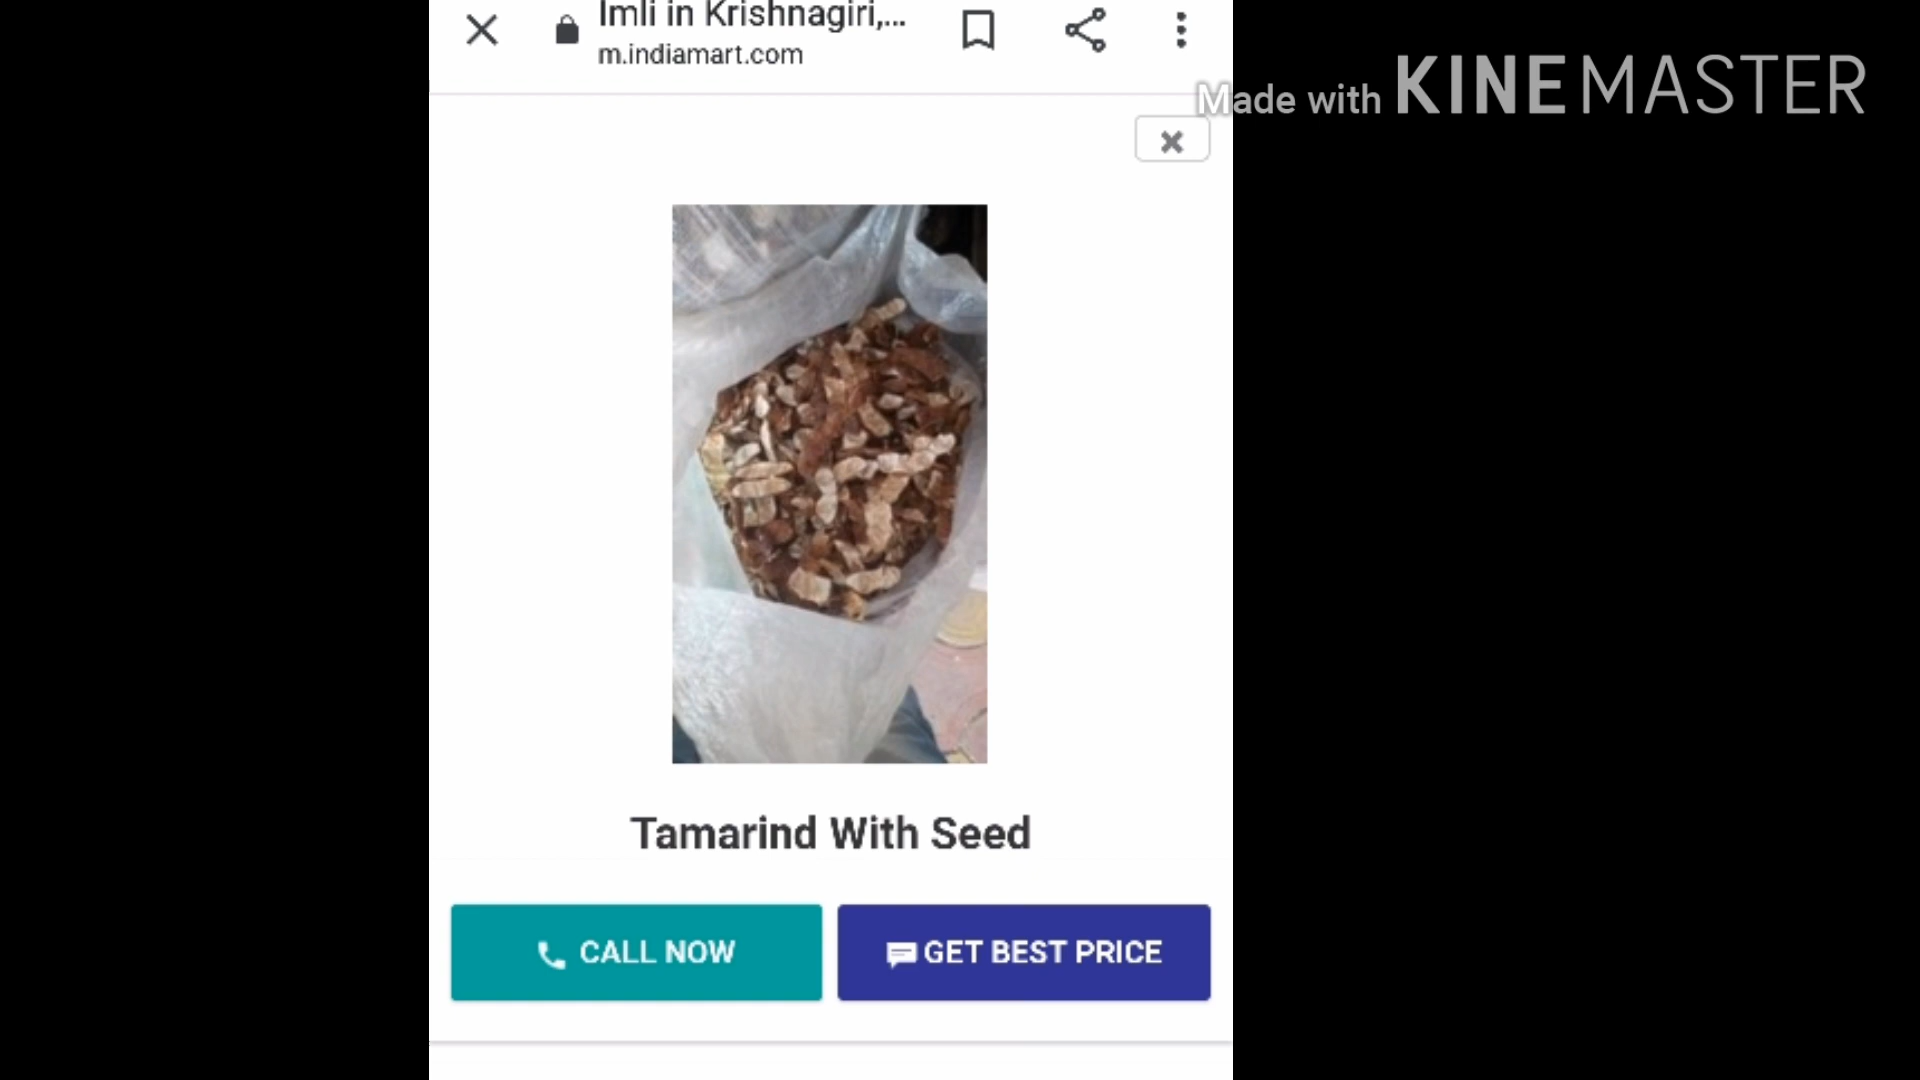 Imli in Krishnagiri,...
m.indiamart.com
Made with KINEMASTER
Tamarind With Seed
CALL NOW
GET BEST PRICE